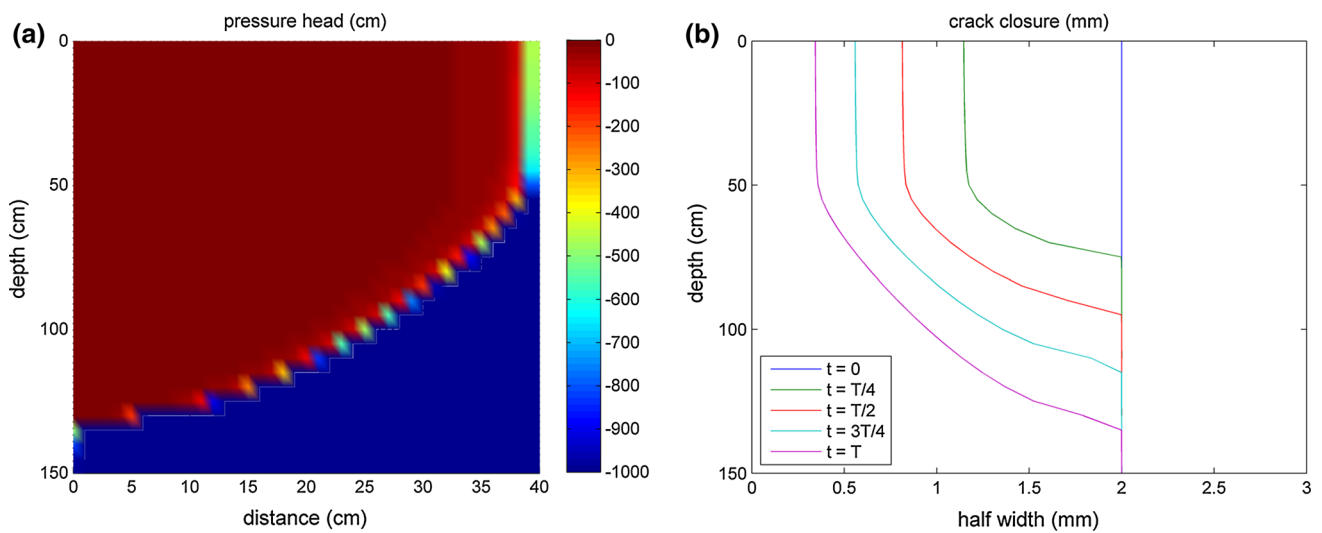 (a)
pressure head (cm)
0
50
100
150
depth (cm)
0
5
10
15
20
25
30
35
40
distance (cm)
0
-100
-200
-300
-400
-500
-600
-700
-800
-900
-1000
(b)
crack closure (mm)
0
50
100
150
depth (cm)
t = 0
t = T/4
t = T/2
t = 3T/4
t = T
0
0.5
1
1.5
2
2.5
3
half width (mm)